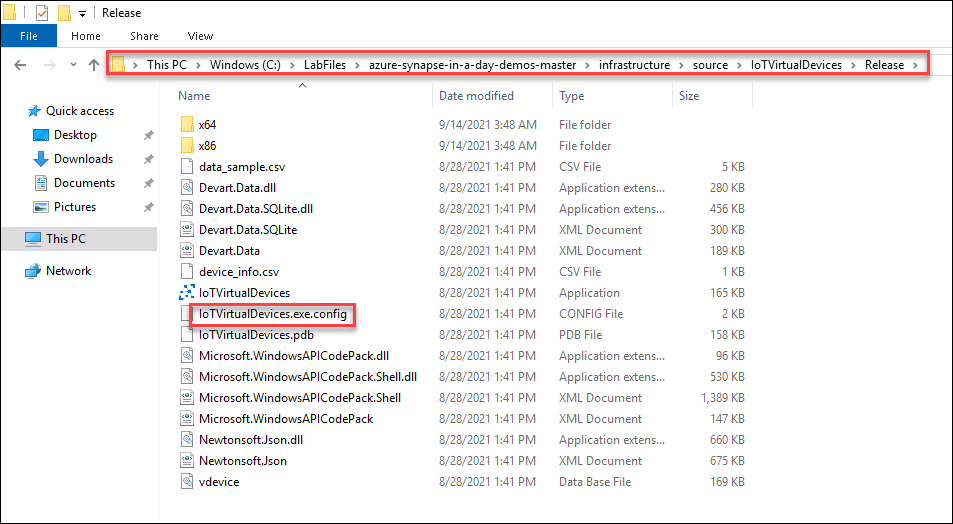 Release
File Home Share View
This PC Windows (C:) LabFiles azure-synapse-in-a-day-demos-master infrastructure source IoTVirtualDevices Release
Name Date modified Type Size
Quick access
Desktop
Downloads
Documents
Pictures
This PC
Network
x64 9/14/2021 3:48 AM File folder
x86 9/14/2021 3:48 AM File folder
data_sample.csv 8/28/2021 1:41 PM CSV File 5 KB
Devart.Data.dll 8/28/2021 1:41 PM Application extens... 280 KB
Devart.Data.SQLite.dll 8/28/2021 1:41 PM Application extens... 456 KB
Devart.Data.SQLite 8/28/2021 1:41 PM XML Document 300 KB
Devart.Data 8/28/2021 1:41 PM XML Document 189 KB
device_info.csv 8/28/2021 1:41 PM CSV File 1 KB
IoTVirtualDevices 8/28/2021 1:41 PM Application 165 KB
IoTVirtualDevices.exe.config 8/28/2021 1:41 PM CONFIG File 2 KB
IoTVirtualDevices.pdb 8/28/2021 1:41 PM PDB File 158 KB
Microsoft.WindowsAPICodePack.dll 8/28/2021 1:41 PM Application extens... 96 KB
Microsoft.WindowsAPICodePack.Shell.dll 8/28/2021 1:41 PM Application extens... 530 KB
Microsoft.WindowsAPICodePack.Shell 8/28/2021 1:41 PM XML Document 1,389 KB
Microsoft.WindowsAPICodePack 8/28/2021 1:41 PM XML Document 147 KB
Newtonsoft.Json.dll 8/28/2021 1:41 PM Application extens... 660 KB
Newtonsoft.Json 8/28/2021 1:41 PM XML Document 675 KB
vdevice 8/28/2021 1:41 PM Data Base File 169 KB